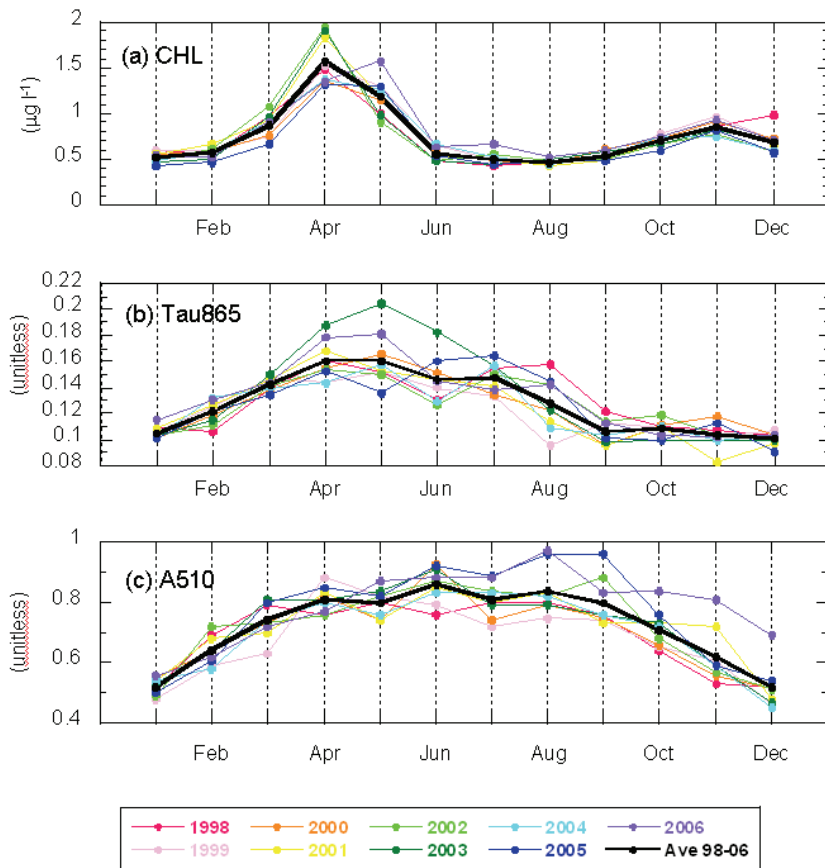 2
(a) CHL
1.5
(µg l-1)
1
0.5
0
Feb Apr Jun Aug Oct Dec
0.22
0.2
(b) Tau865
0.18
(unitless)
0.16
0.14
0.12
0.1
0.08
Feb Apr Jun Aug Oct Dec
1
(c) A510
0.8
(unitless)
0.6
0.4
Feb Apr Jun Aug Oct Dec
1998 2000 2002 2004 2006
1999 2001 2003 2005 Ave 98-06